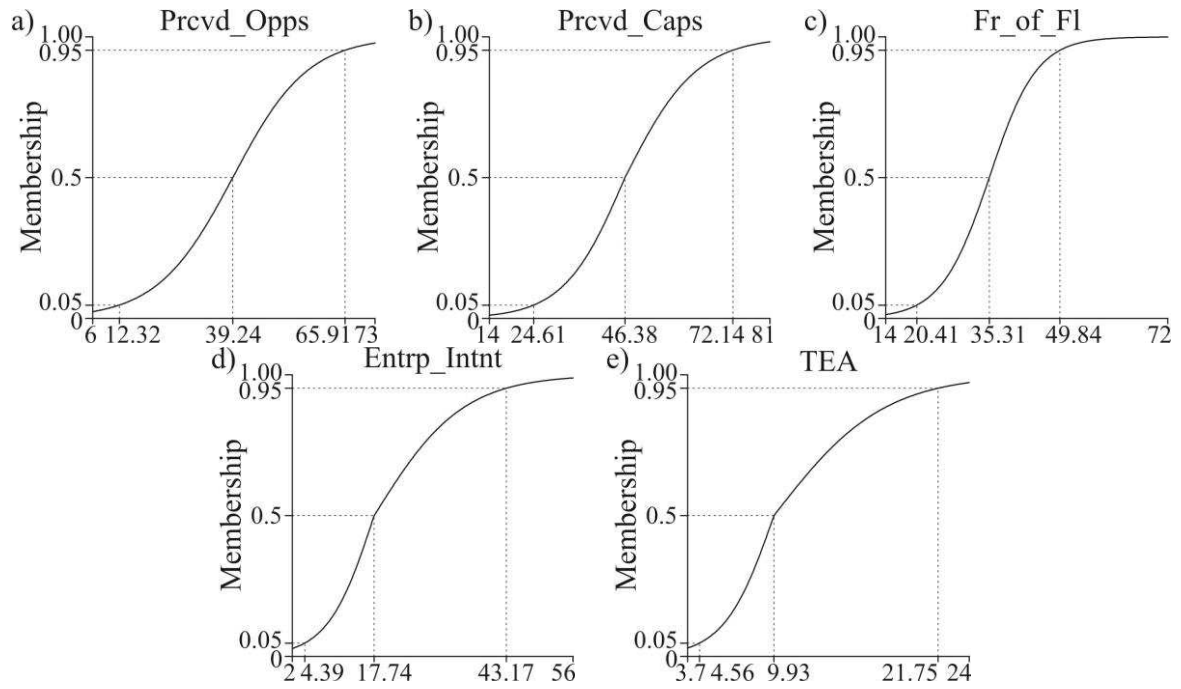 a) Prcvd_Opps
1.00
0.95
0.5
0.05
0
Membership
6 12.32 39.24 65.91 73
b) Prcvd_Caps
1.00
0.95
0.5
0.05
0
Membership
14 24.61 46.38 72.14 81
c) Fr_of_Fl
1.00
0.95
0.5
0.05
0
Membership
14 20.41 35.31 49.84 72
d) Entrp_Intnt
1.00
0.95
0.5
0.05
0
Membership
2 4.39 17.74 43.17 56
e) TEA
1.00
0.95
0.5
0.05
0
Membership
3.7 4.56 9.93 21.75 24